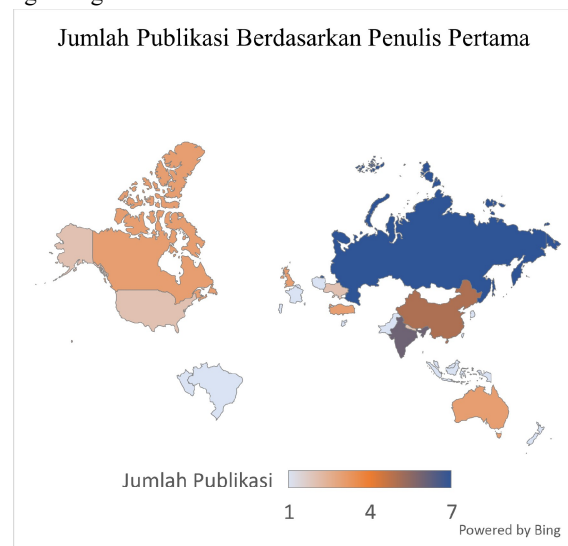 Jumlah Publikasi Berdasarkan Penulis Pertama
Jumlah Publikasi
1 4 7
Powered by Bing